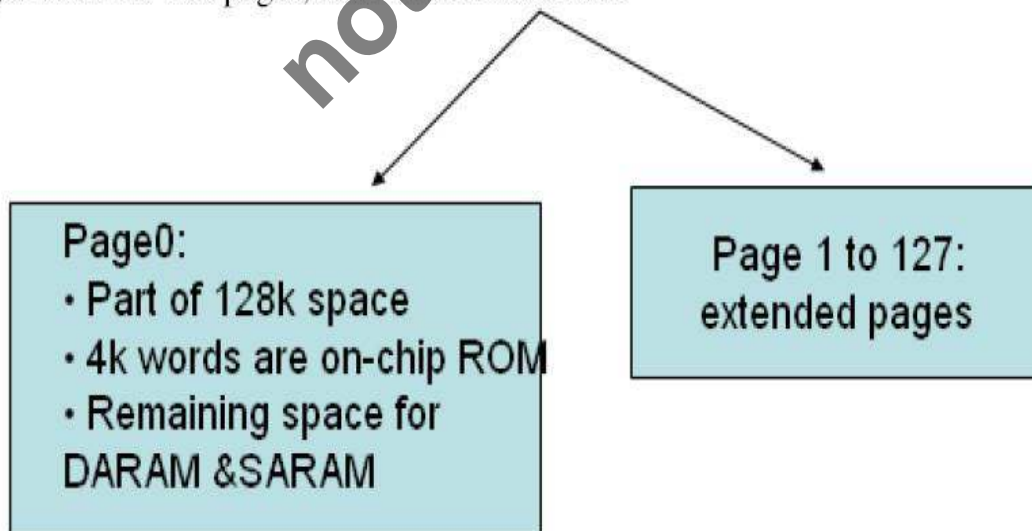 Page0:
• Part of 128k space
• 4k words are on-chip ROM
• Remaining space for
DARAM &SARAM
Page 1 to 127:
extended pages